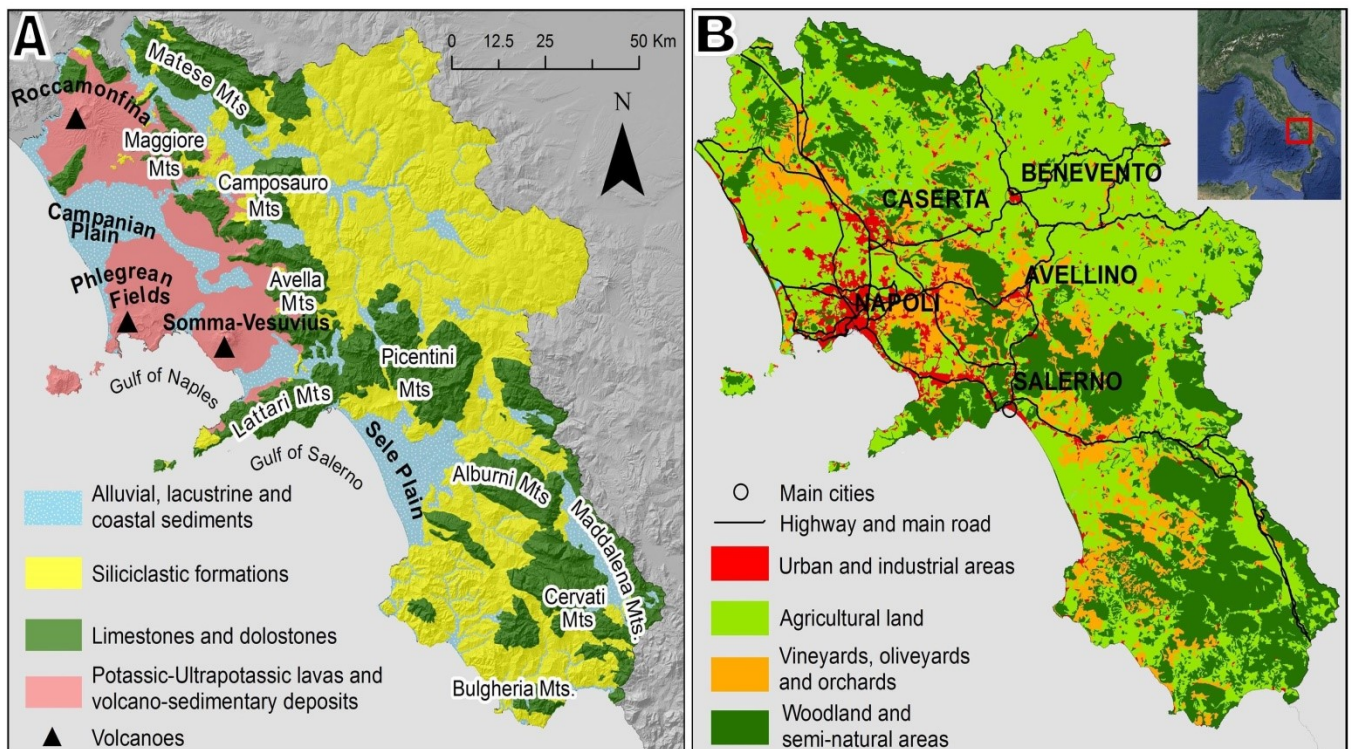 A
0 12.5 25 50 Km
N
Matese Mts
Roccamonfina
Maggiore
Mts
Camposauro
Mts
Campanian
Plain
Phlegrean
Fields
Avella
Mts
Somma-Vesuvius
Picentini
Mts
Gulf of Naples
Lattari Mts
Gulf of Salerno
Sele Plain
Alburni Mts
Maddalena Mts.
Cervati
Mts
Bulgheria Mts.
Alluvial, lacustrine and
coastal sediments
Siliciclastic formations
Limestones and dolostones
Potassic-Ultrapotassic lavas and
volcano-sedimentary deposits
Volcanoes
B
BENEVENTO
CASERTA
AVELLINO
NAPOLI
SALERNO
Main cities
Highway and main road
Urban and industrial areas
Agricultural land
Vineyards, oliveyards
and orchards
Woodland and
semi-natural areas